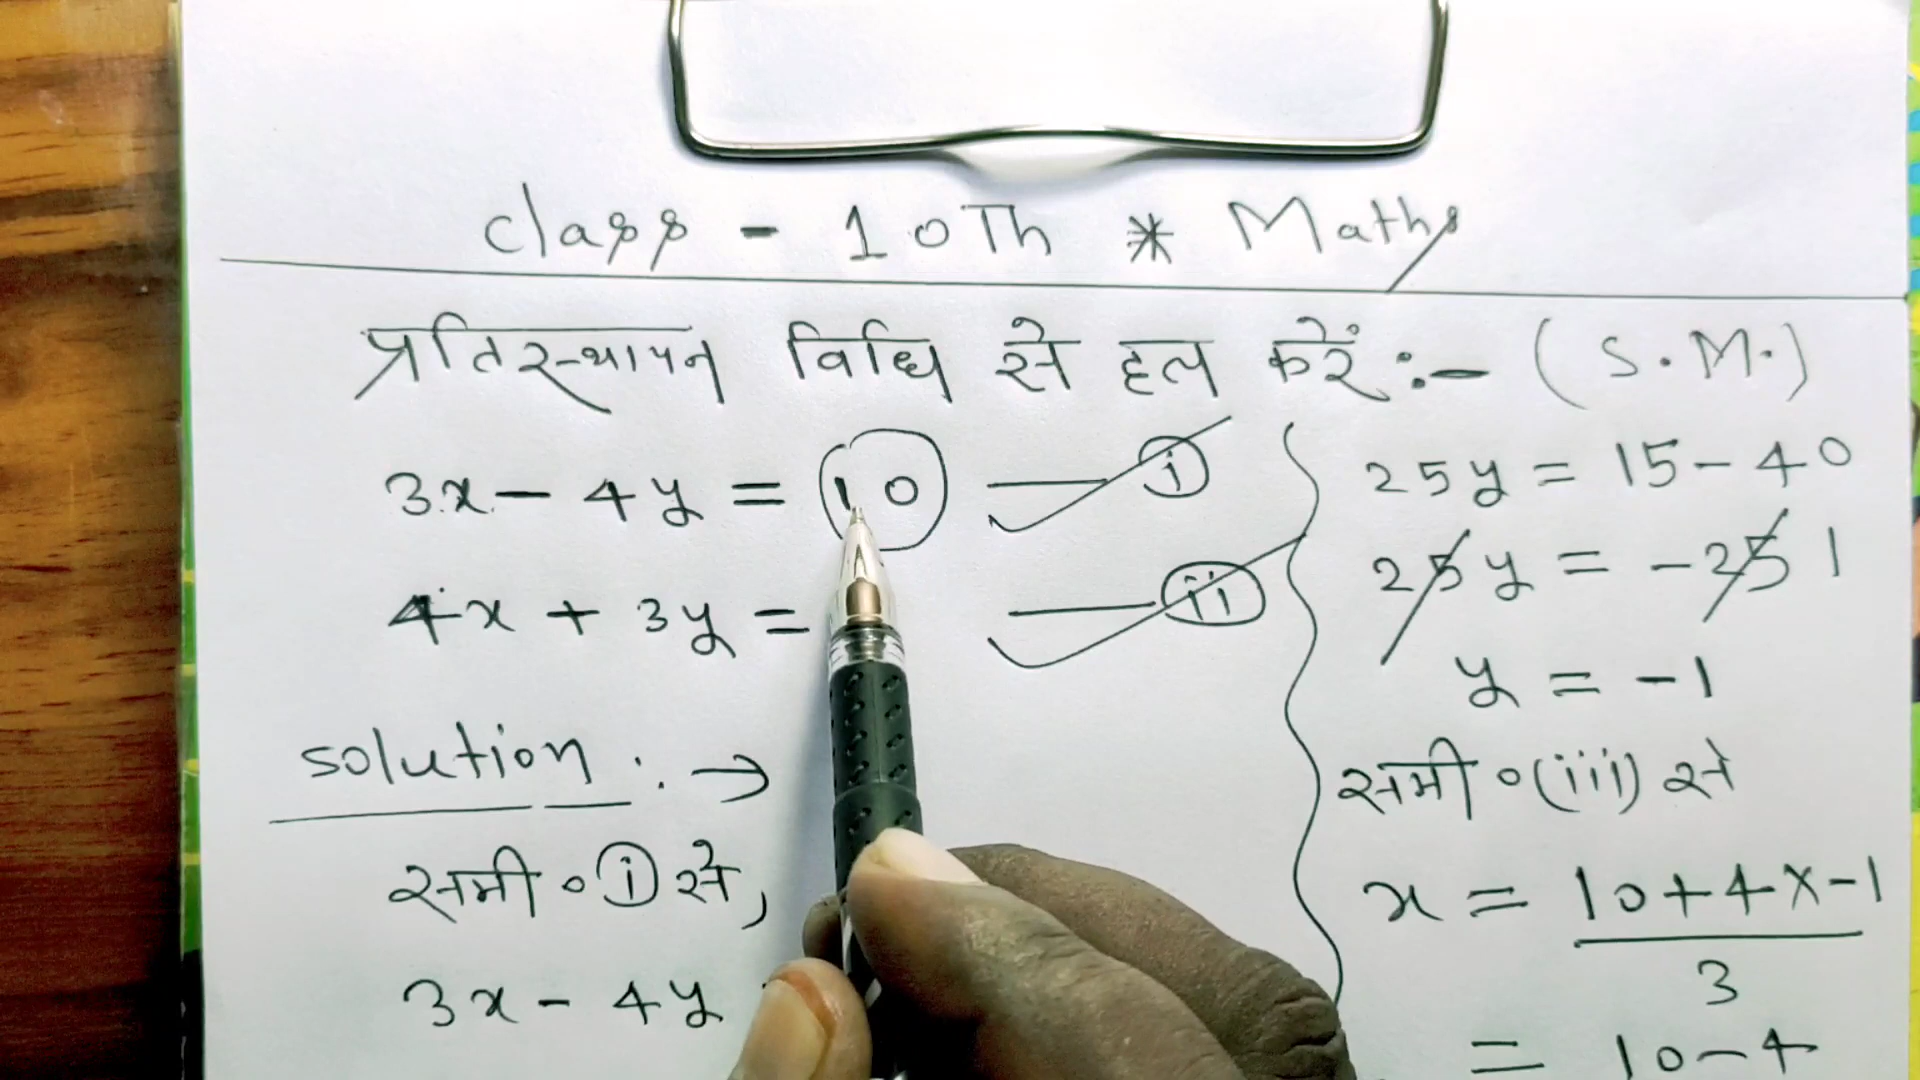 Class - 10Th * Maths
प्रतिस्थापन विधि से हल करें :- (S.M.)
3x - 4y = 10 — (i)
4x + 3y = — (ii)
Solution :→
समी० (i) से,
3x - 4y
25y = 15 - 40
25y = -25 1
y = -1
समी०(iii) से
x = 10+4×-1
3
= 10-4